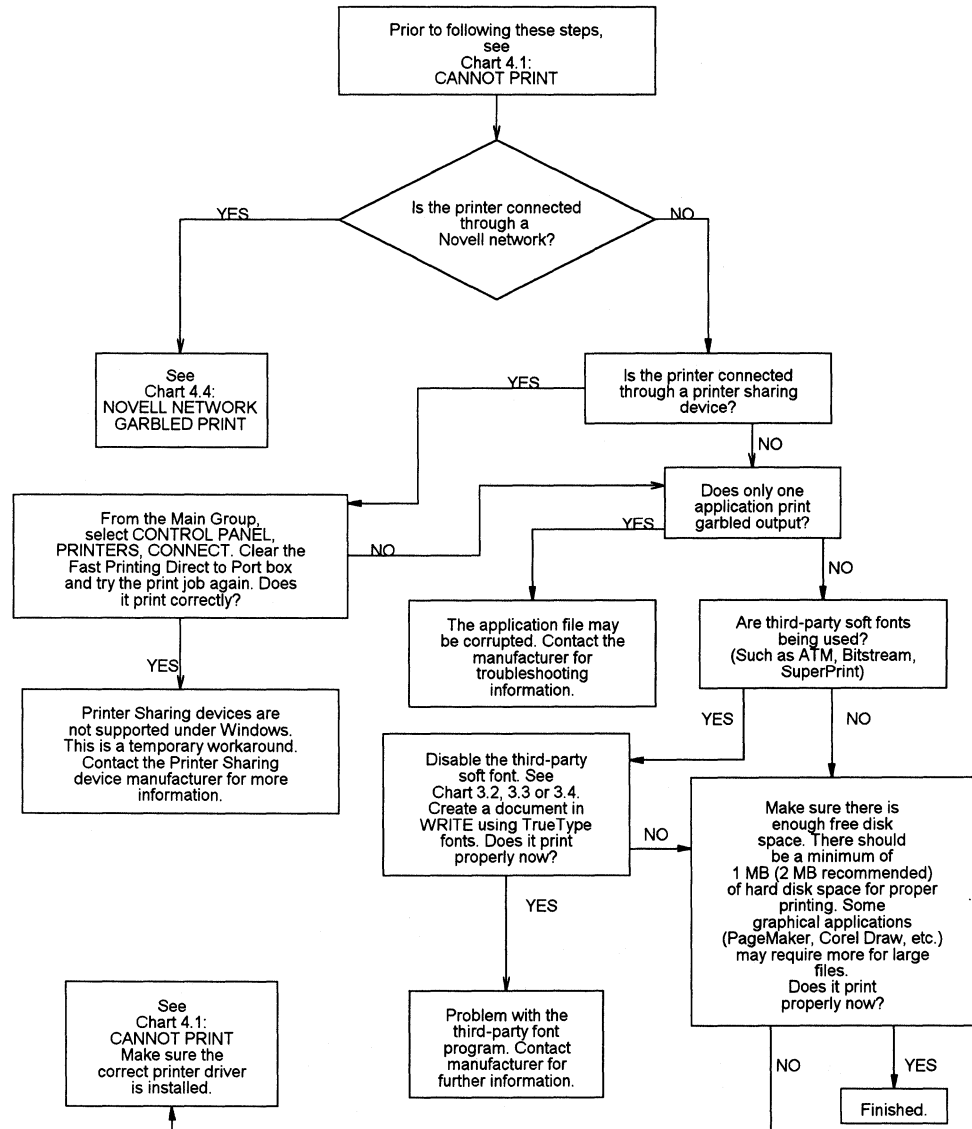 Prior to following these steps,
see
Chart 4.1:
CANNOT PRINT
Is the printer connected
through a
Novell network?
YES
NO
See
Chart 4.4:
NOVELL NETWORK
GARBLED PRINT
Is the printer connected
through a printer sharing
device?
YES
NO
From the Main Group,
select CONTROL PANEL,
PRINTERS, CONNECT. Clear the
Fast Printing Direct to Port box
and try the print job again. Does
it print correctly?
NO
YES
Does only one
application print
garbled output?
YES
NO
Printer Sharing devices are
not supported under Windows.
This is a temporary workaround.
Contact the Printer Sharing
device manufacturer for more
information.
The application file may
be corrupted. Contact the
manufacturer for
troubleshooting
information.
Are third-party soft fonts
being used?
(Such as ATM, Bitstream,
SuperPrint)
YES
NO
Disable the third-party
soft font. See
Chart 3.2, 3.3 or 3.4.
Create a document in
WRITE using TrueType
fonts. Does it print
properly now?
NO
YES
Make sure there is
enough free disk
space. There should
be a minimum of
1 MB (2 MB recommended)
of hard disk space for proper
printing. Some
graphical applications
(PageMaker, Corel Draw, etc.)
may require more for large
files.
Does it print
properly now?
See
Chart 4.1:
CANNOT PRINT
Make sure the
correct printer driver
is installed.
Problem with the
third-party font
program. Contact
manufacturer for
further information.
NO
YES
Finished.